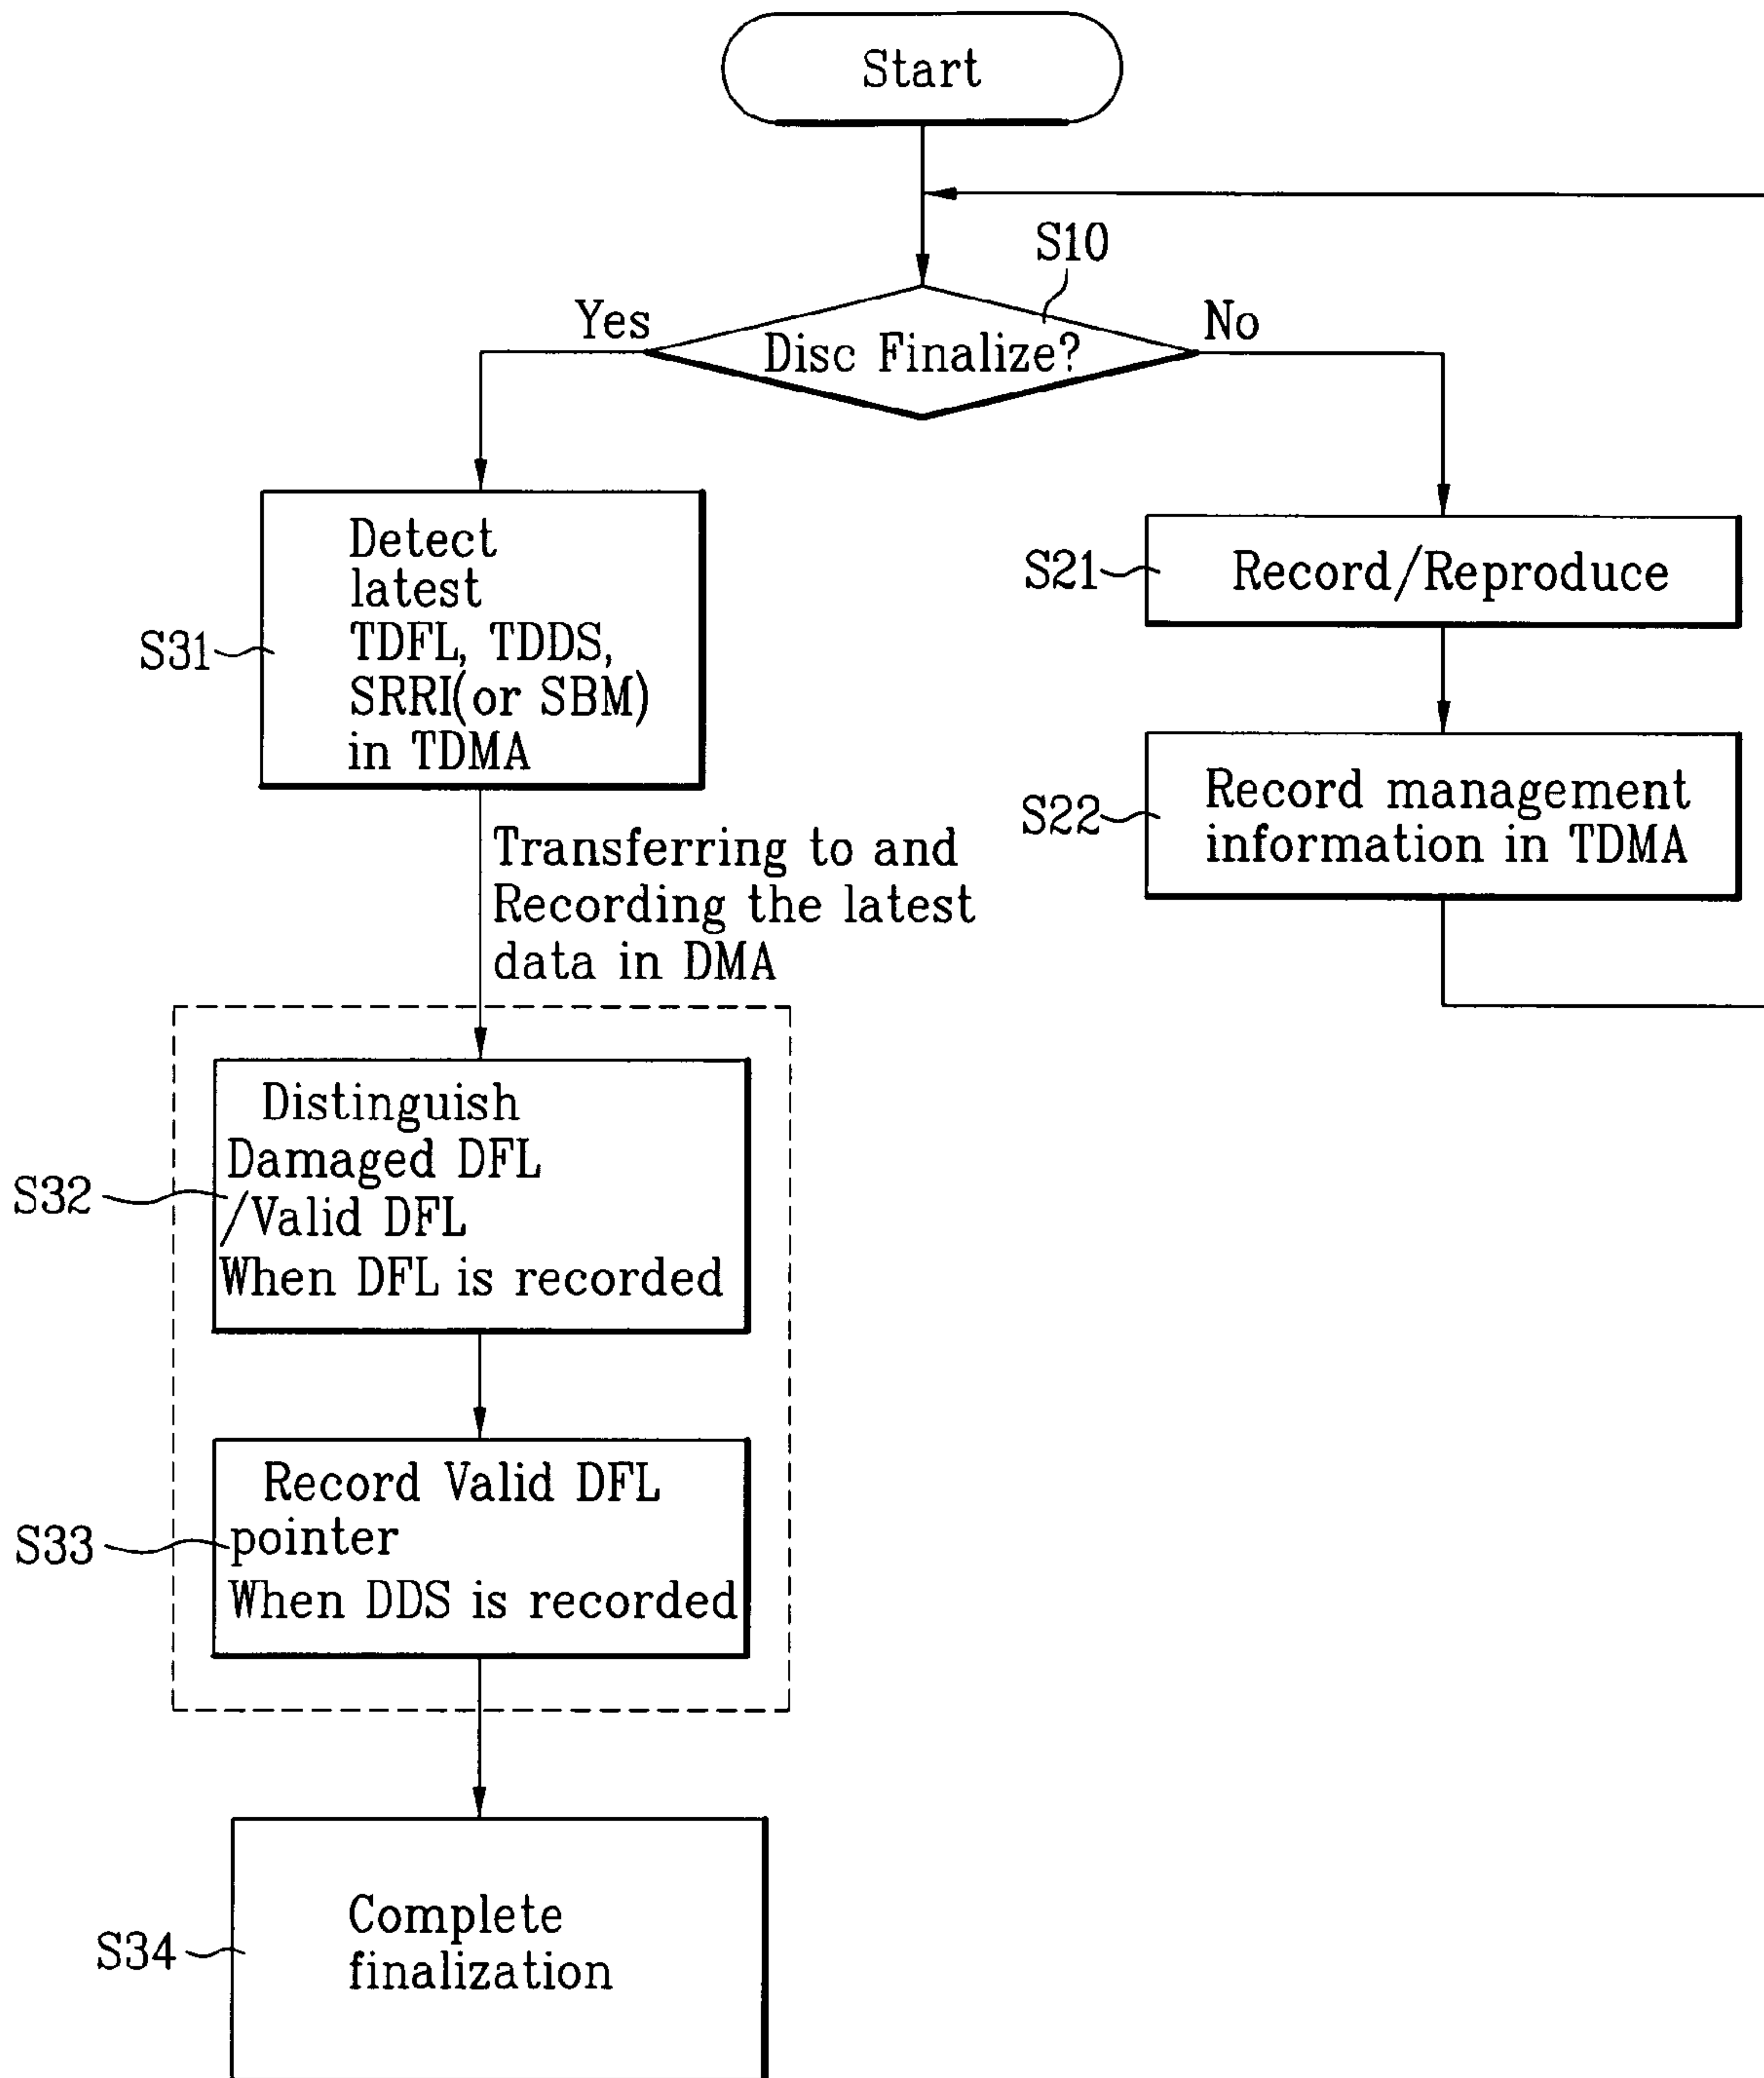 Start
S10
Yes
No
Disc Finalize?
S31
Detect
latest
TDFL, TDDS,
SRRI(or SBM)
in TDMA
S21
Record/Reproduce
S22
Record management
information in TDMA
Transferring to and
Recording the latest
data in DMA
S32
Distinguish
Damaged DFL
/Valid DFL
When DFL is recorded
S33
Record Valid DFL
pointer
When DDS is recorded
S34
Complete
finalization